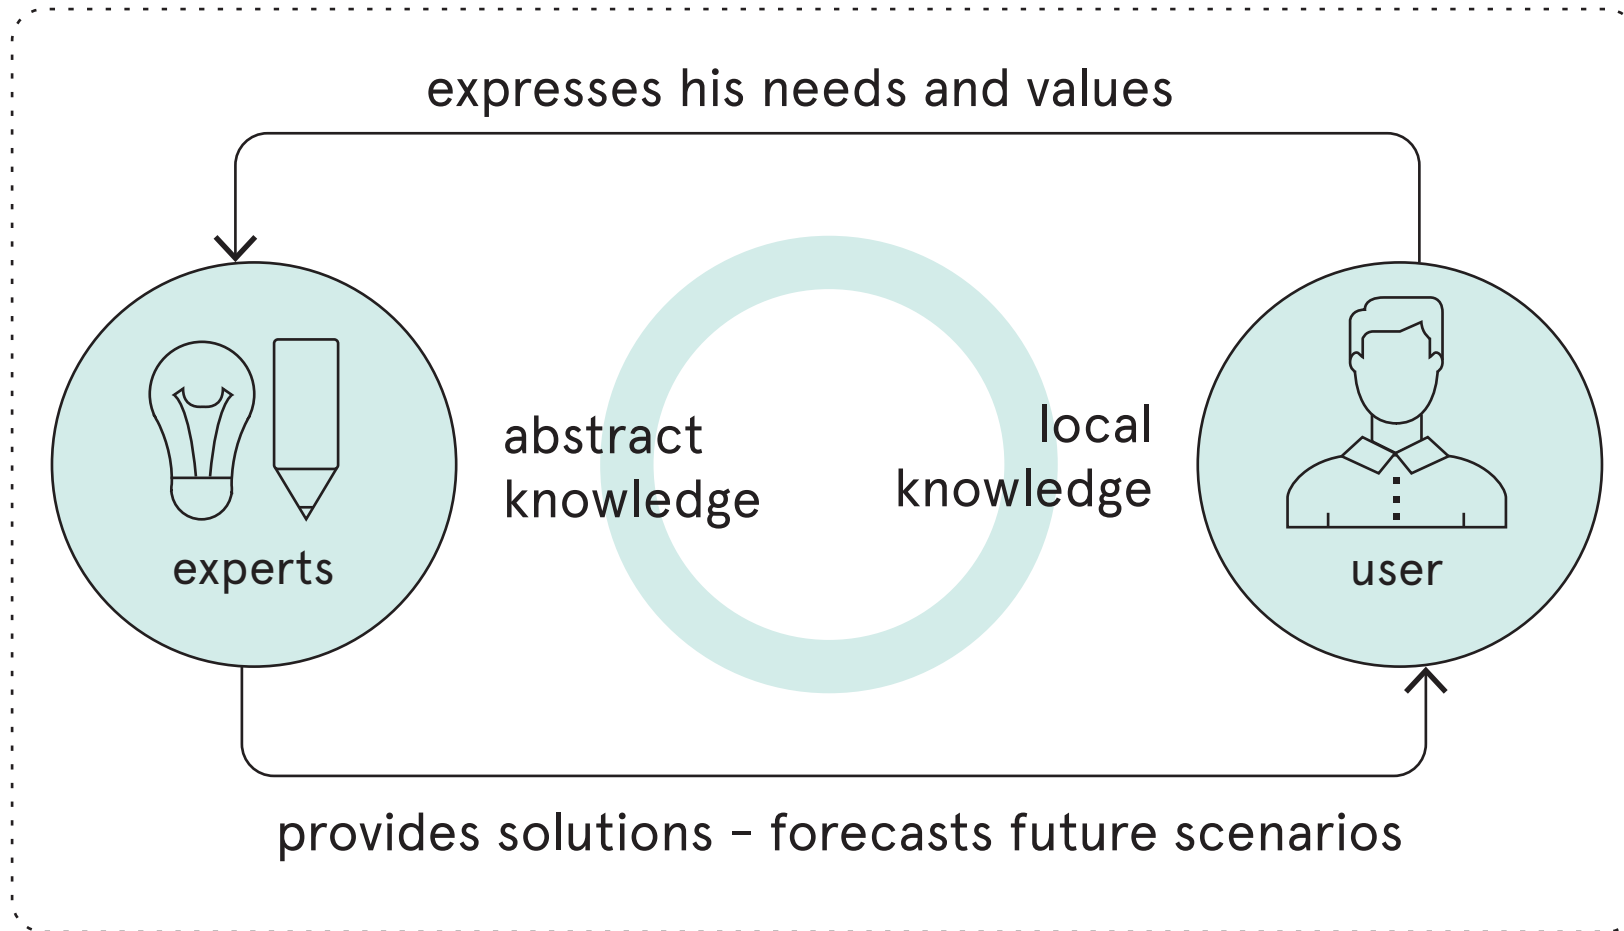 expresses his needs and values
abstract
knowledge
local
knowledge
experts
user
provides solutions – forecasts future scenarios